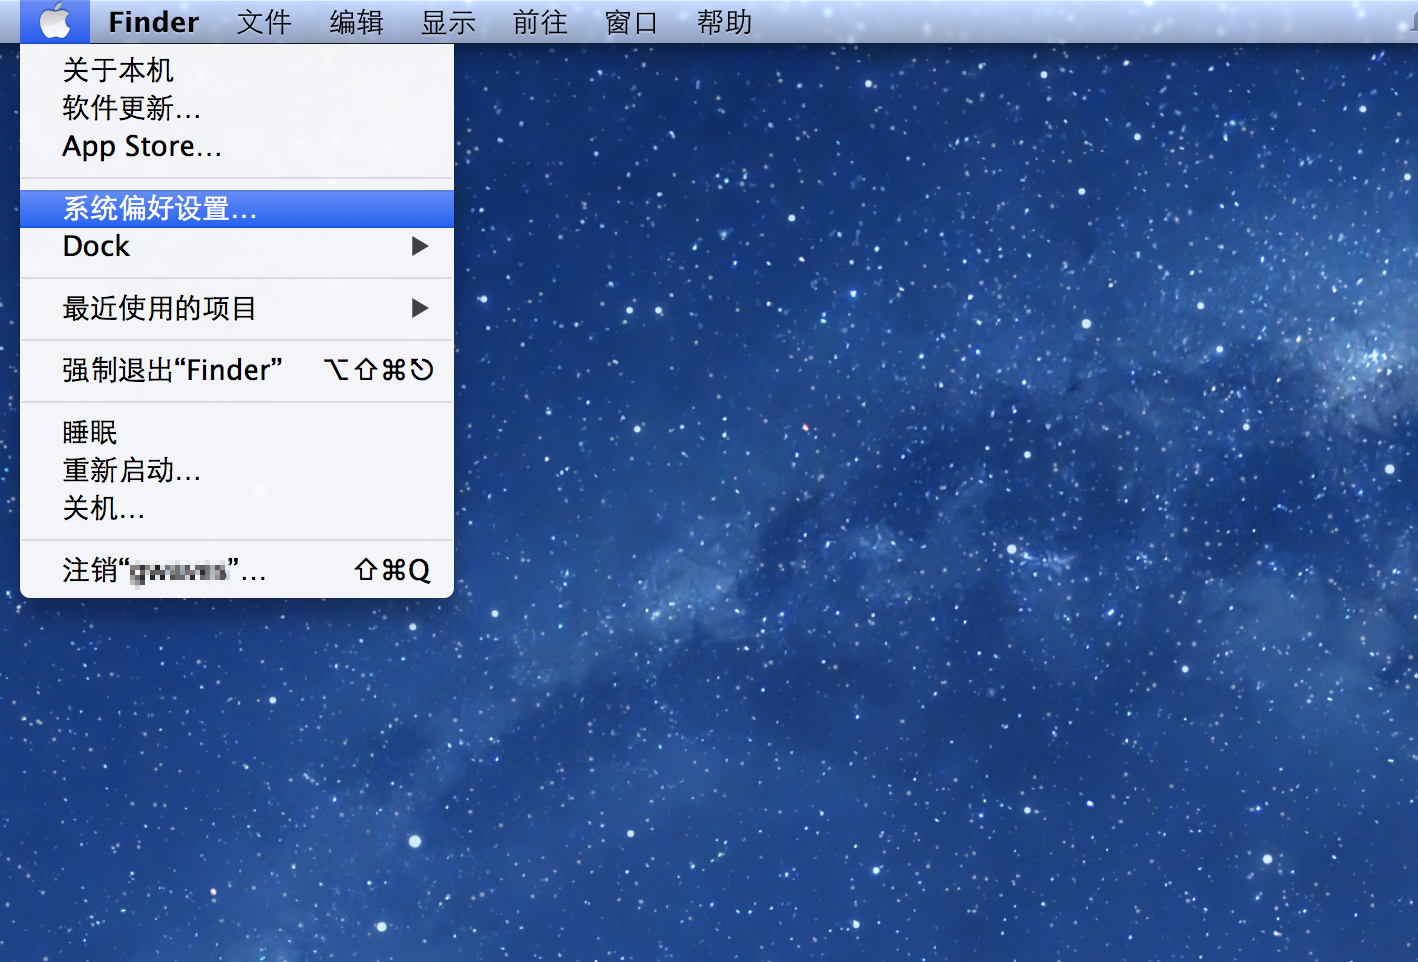 Finder 文件 编辑 显示 前往 窗口 帮助
关于本机
软件更新...
App Store...
系统偏好设置...
Dock ▶
最近使用的项目 ▶
强制退出“Finder” ⌥⇧⌘⎋
睡眠
重新启动...
关机...
注销“”... ⇧⌘Q